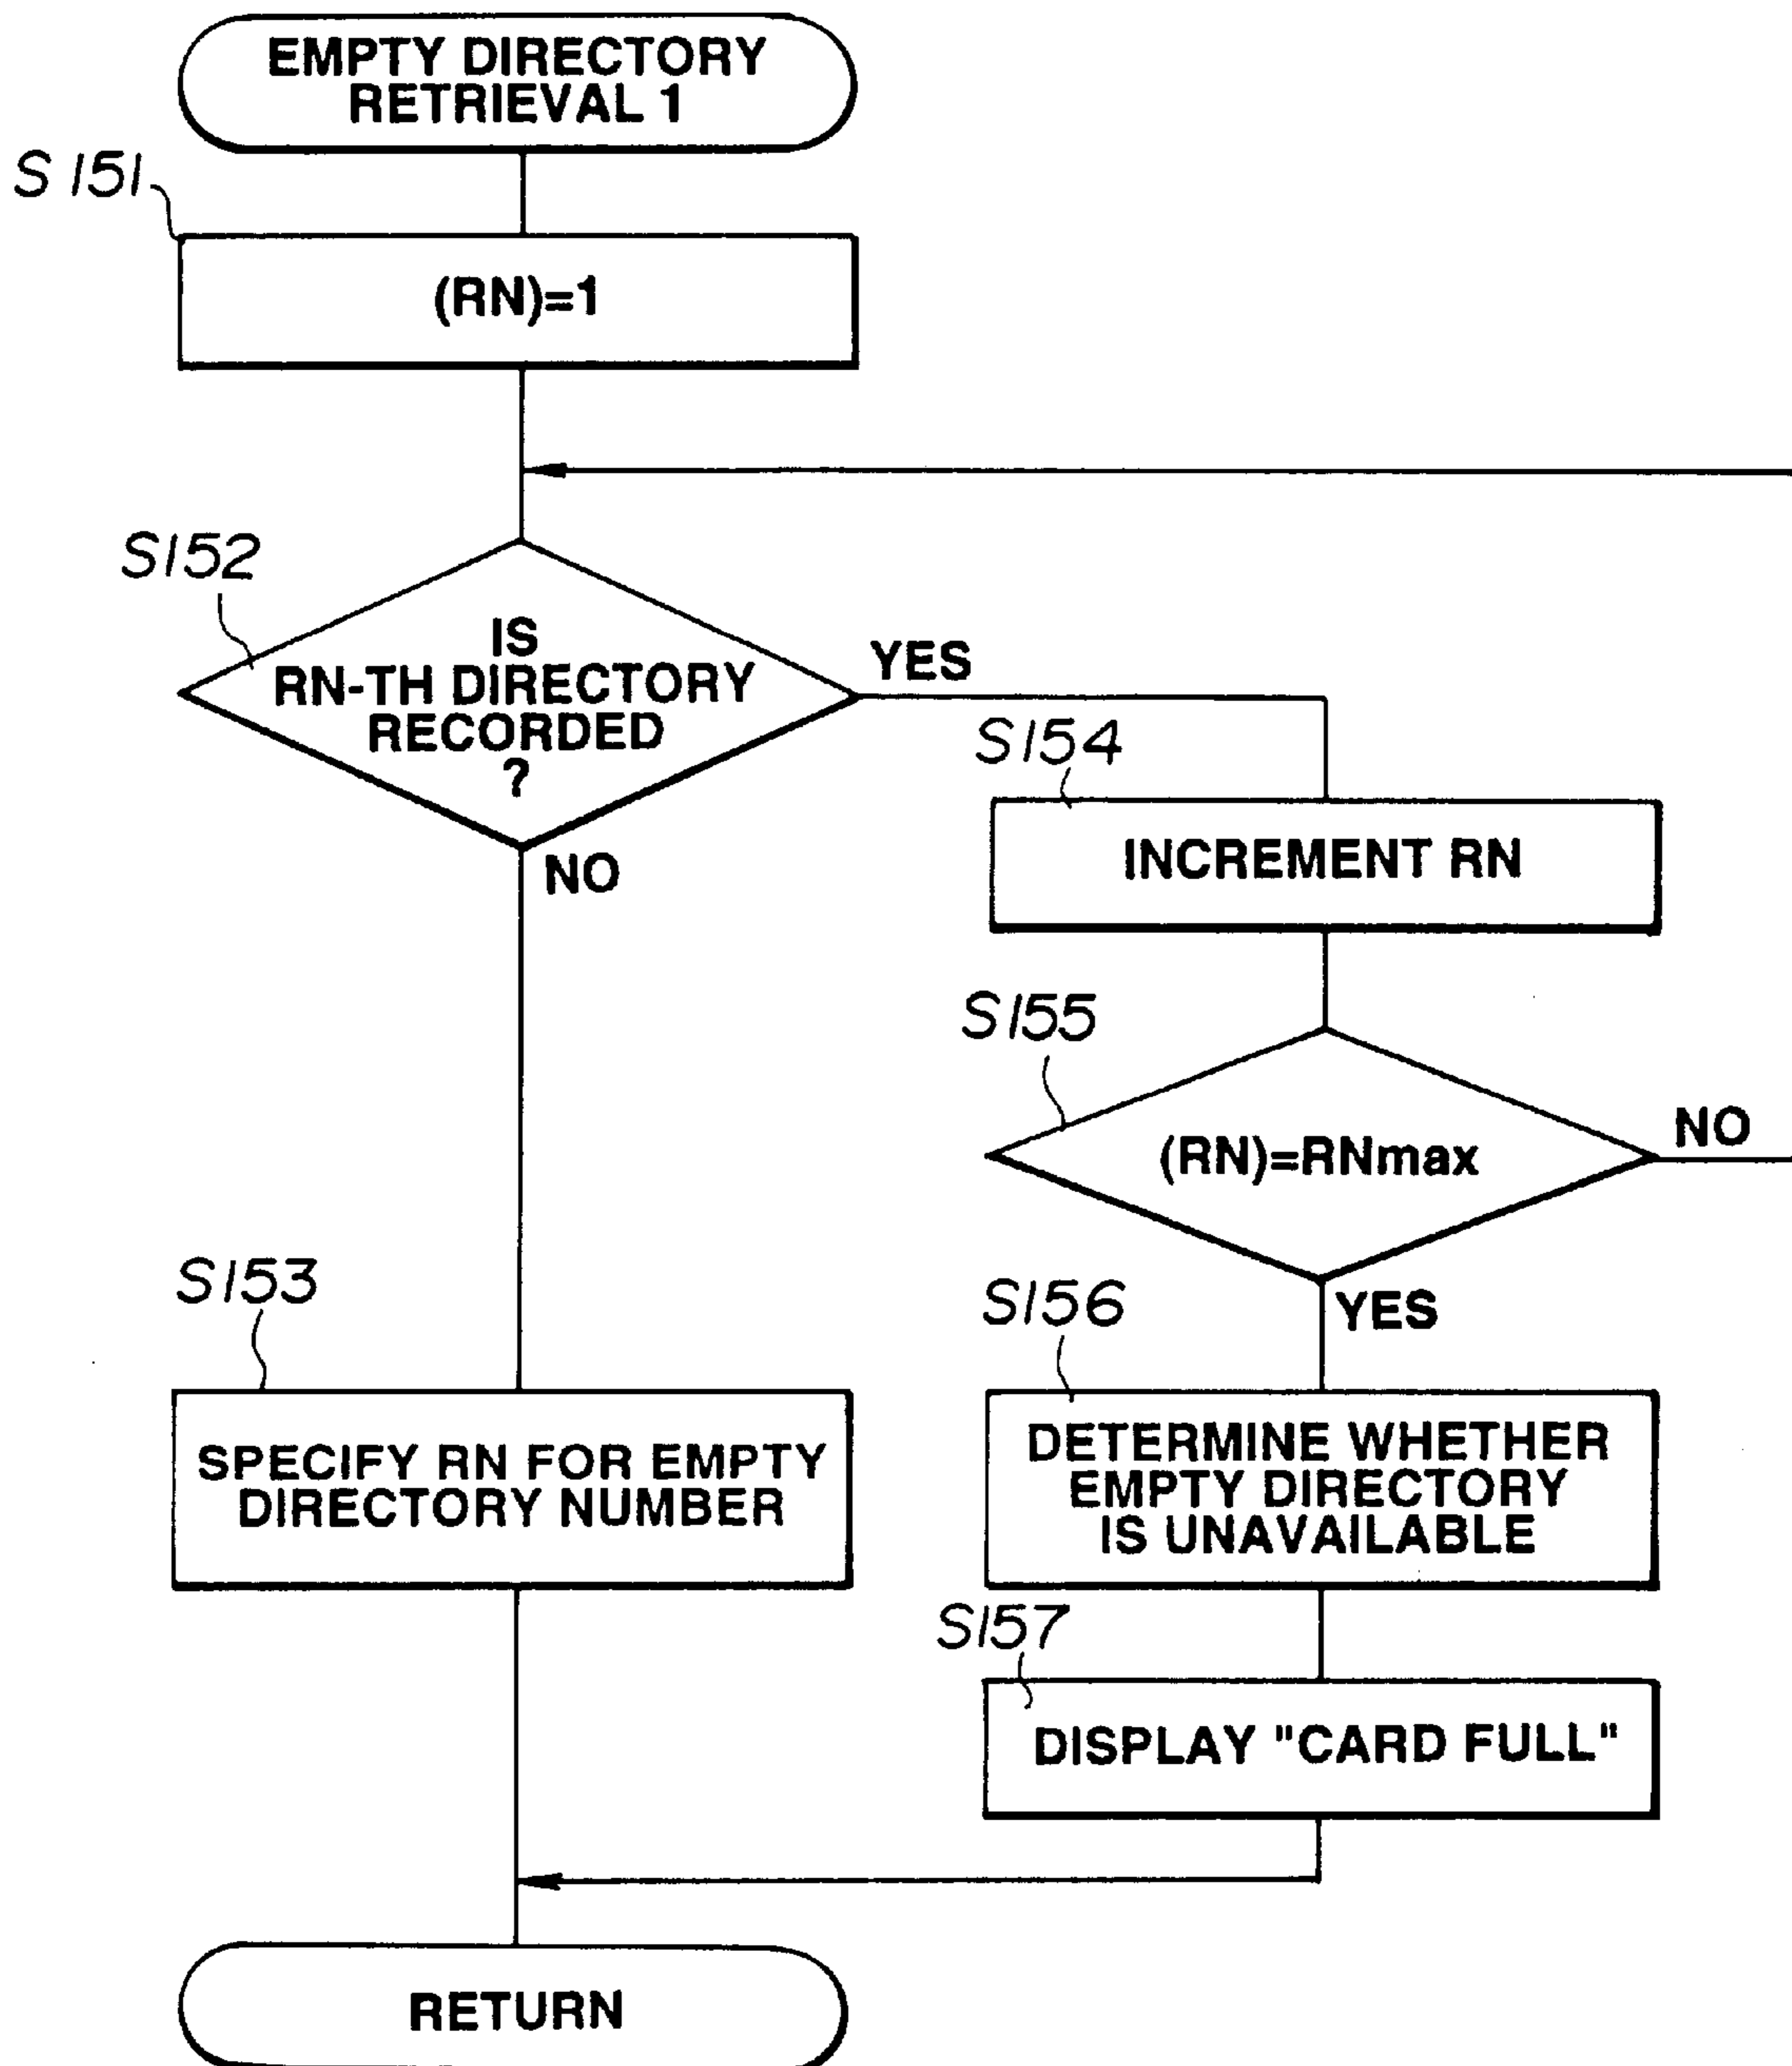 EMPTY DIRECTORY
RETRIEVAL 1
S151
(RN)=1
S152
IS
RN-TH DIRECTORY
RECORDED
?
YES
NO
S154
INCREMENT RN
S155
(RN)=RNmax
NO
YES
S153
SPECIFY RN FOR EMPTY
DIRECTORY NUMBER
S156
DETERMINE WHETHER
EMPTY DIRECTORY
IS UNAVAILABLE
S157
DISPLAY "CARD FULL"
RETURN